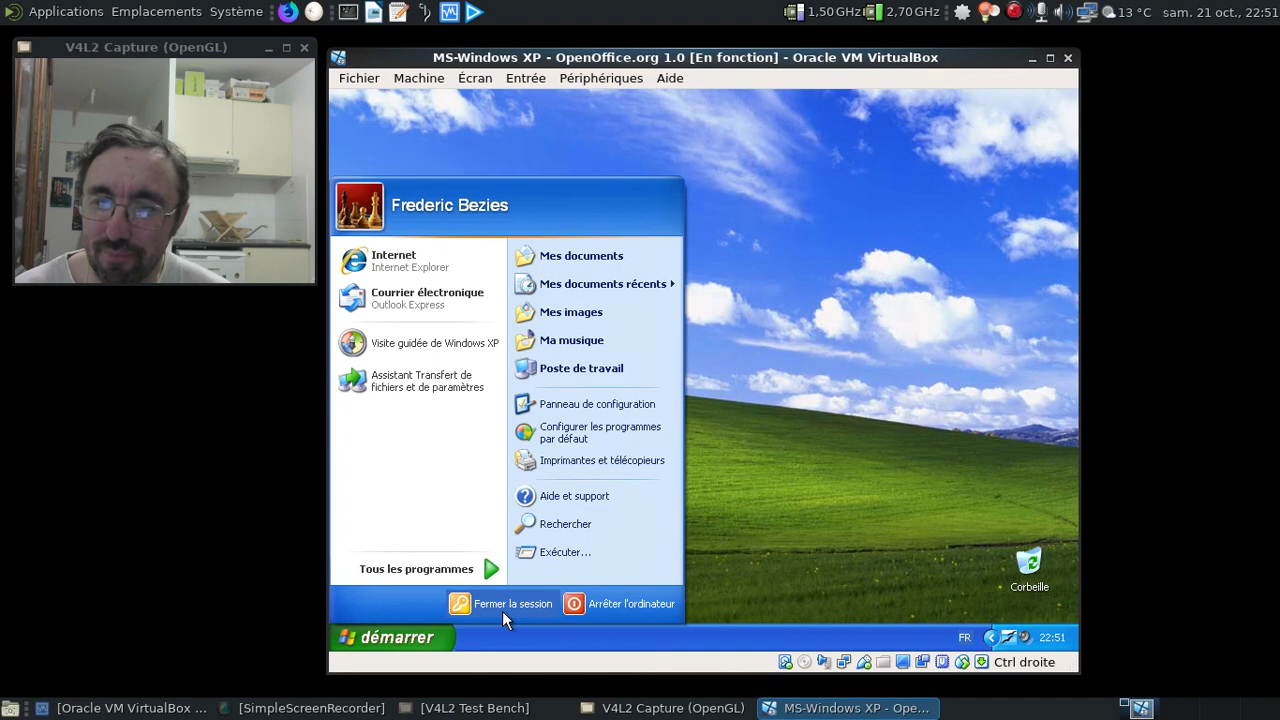 Applications Emplacements Système
1,50 GHz 2,70 GHz 13 °C sam. 21 oct., 22:51
V4L2 Capture (OpenGL)
MS-Windows XP - OpenOffice.org 1.0 [En fonction] - Oracle VM VirtualBox
Fichier Machine Écran Entrée Périphériques Aide
Frederic Bezies
Internet
Internet Explorer
Courrier électronique
Outlook Express
Visite guidée de Windows XP
Assistant Transfert de
fichiers et de paramètres
Tous les programmes
Mes documents
Mes documents récents
Mes images
Ma musique
Poste de travail
Panneau de configuration
Configurer les programmes
par défaut
Imprimantes et télécopieurs
Aide et support
Rechercher
Exécuter...
Fermer la session Arrêter l'ordinateur
Corbeille
démarrer FR 22:51
Ctrl droite
[Oracle VM VirtualBox ... [SimpleScreenRecorder] [V4L2 Test Bench] V4L2 Capture (OpenGL) MS-Windows XP - Ope...